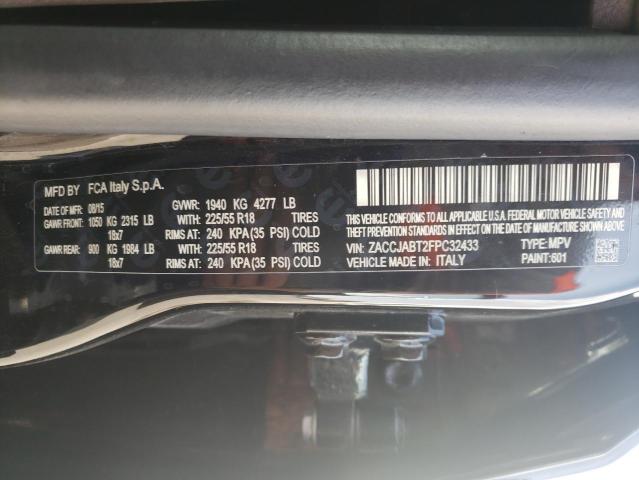 MFD BY FCA Italy S.p.A.
DATE OF MFR: 08/15 GVWR: 1940 KG 4277 LB
GAWR FRONT: 1050 KG 2315 LB WITH: 225/55 R18 TIRES
18x7 RIMS AT: 240 KPA(35 PSI) COLD
GAWR REAR: 900 KG 1984 LB WITH: 225/55 R18 TIRES
18x7 RIMS AT: 240 KPA(35 PSI) COLD
THIS VEHICLE CONFORMS TO ALL APPLICABLE U.S.A. FEDERAL MOTOR VEHICLE SAFETY
AND THEFT PREVENTION STANDARDS IN EFFECT ON THE DATE OF MANUFACTURE SHOWN ABOVE.
VIN: ZACCJABT2FPC32433 TYPE: MPV
VEHICLE MADE IN: ITALY PAINT:601